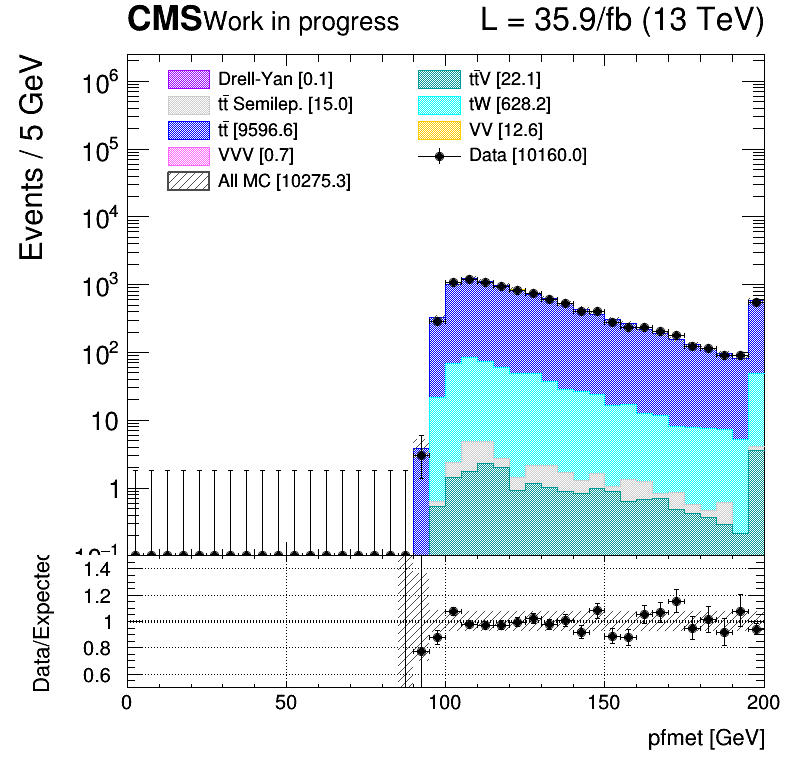 CMS Work in progress L = 35.9/fb (13 TeV)
Events / 5 GeV
Drell-Yan [0.1]
tt̄ Semilep. [15.0]
tt̄ [9596.6]
VVV [0.7]
All MC [10275.3]
tt̄V [22.1]
tW [628.2]
VV [12.6]
Data [10160.0]
10⁶
10⁵
10⁴
10³
10²
10
1
10⁻¹
Data/Expected
1.4
1.2
1
0.8
0.6
0 50 100 150 200
pfmet [GeV]